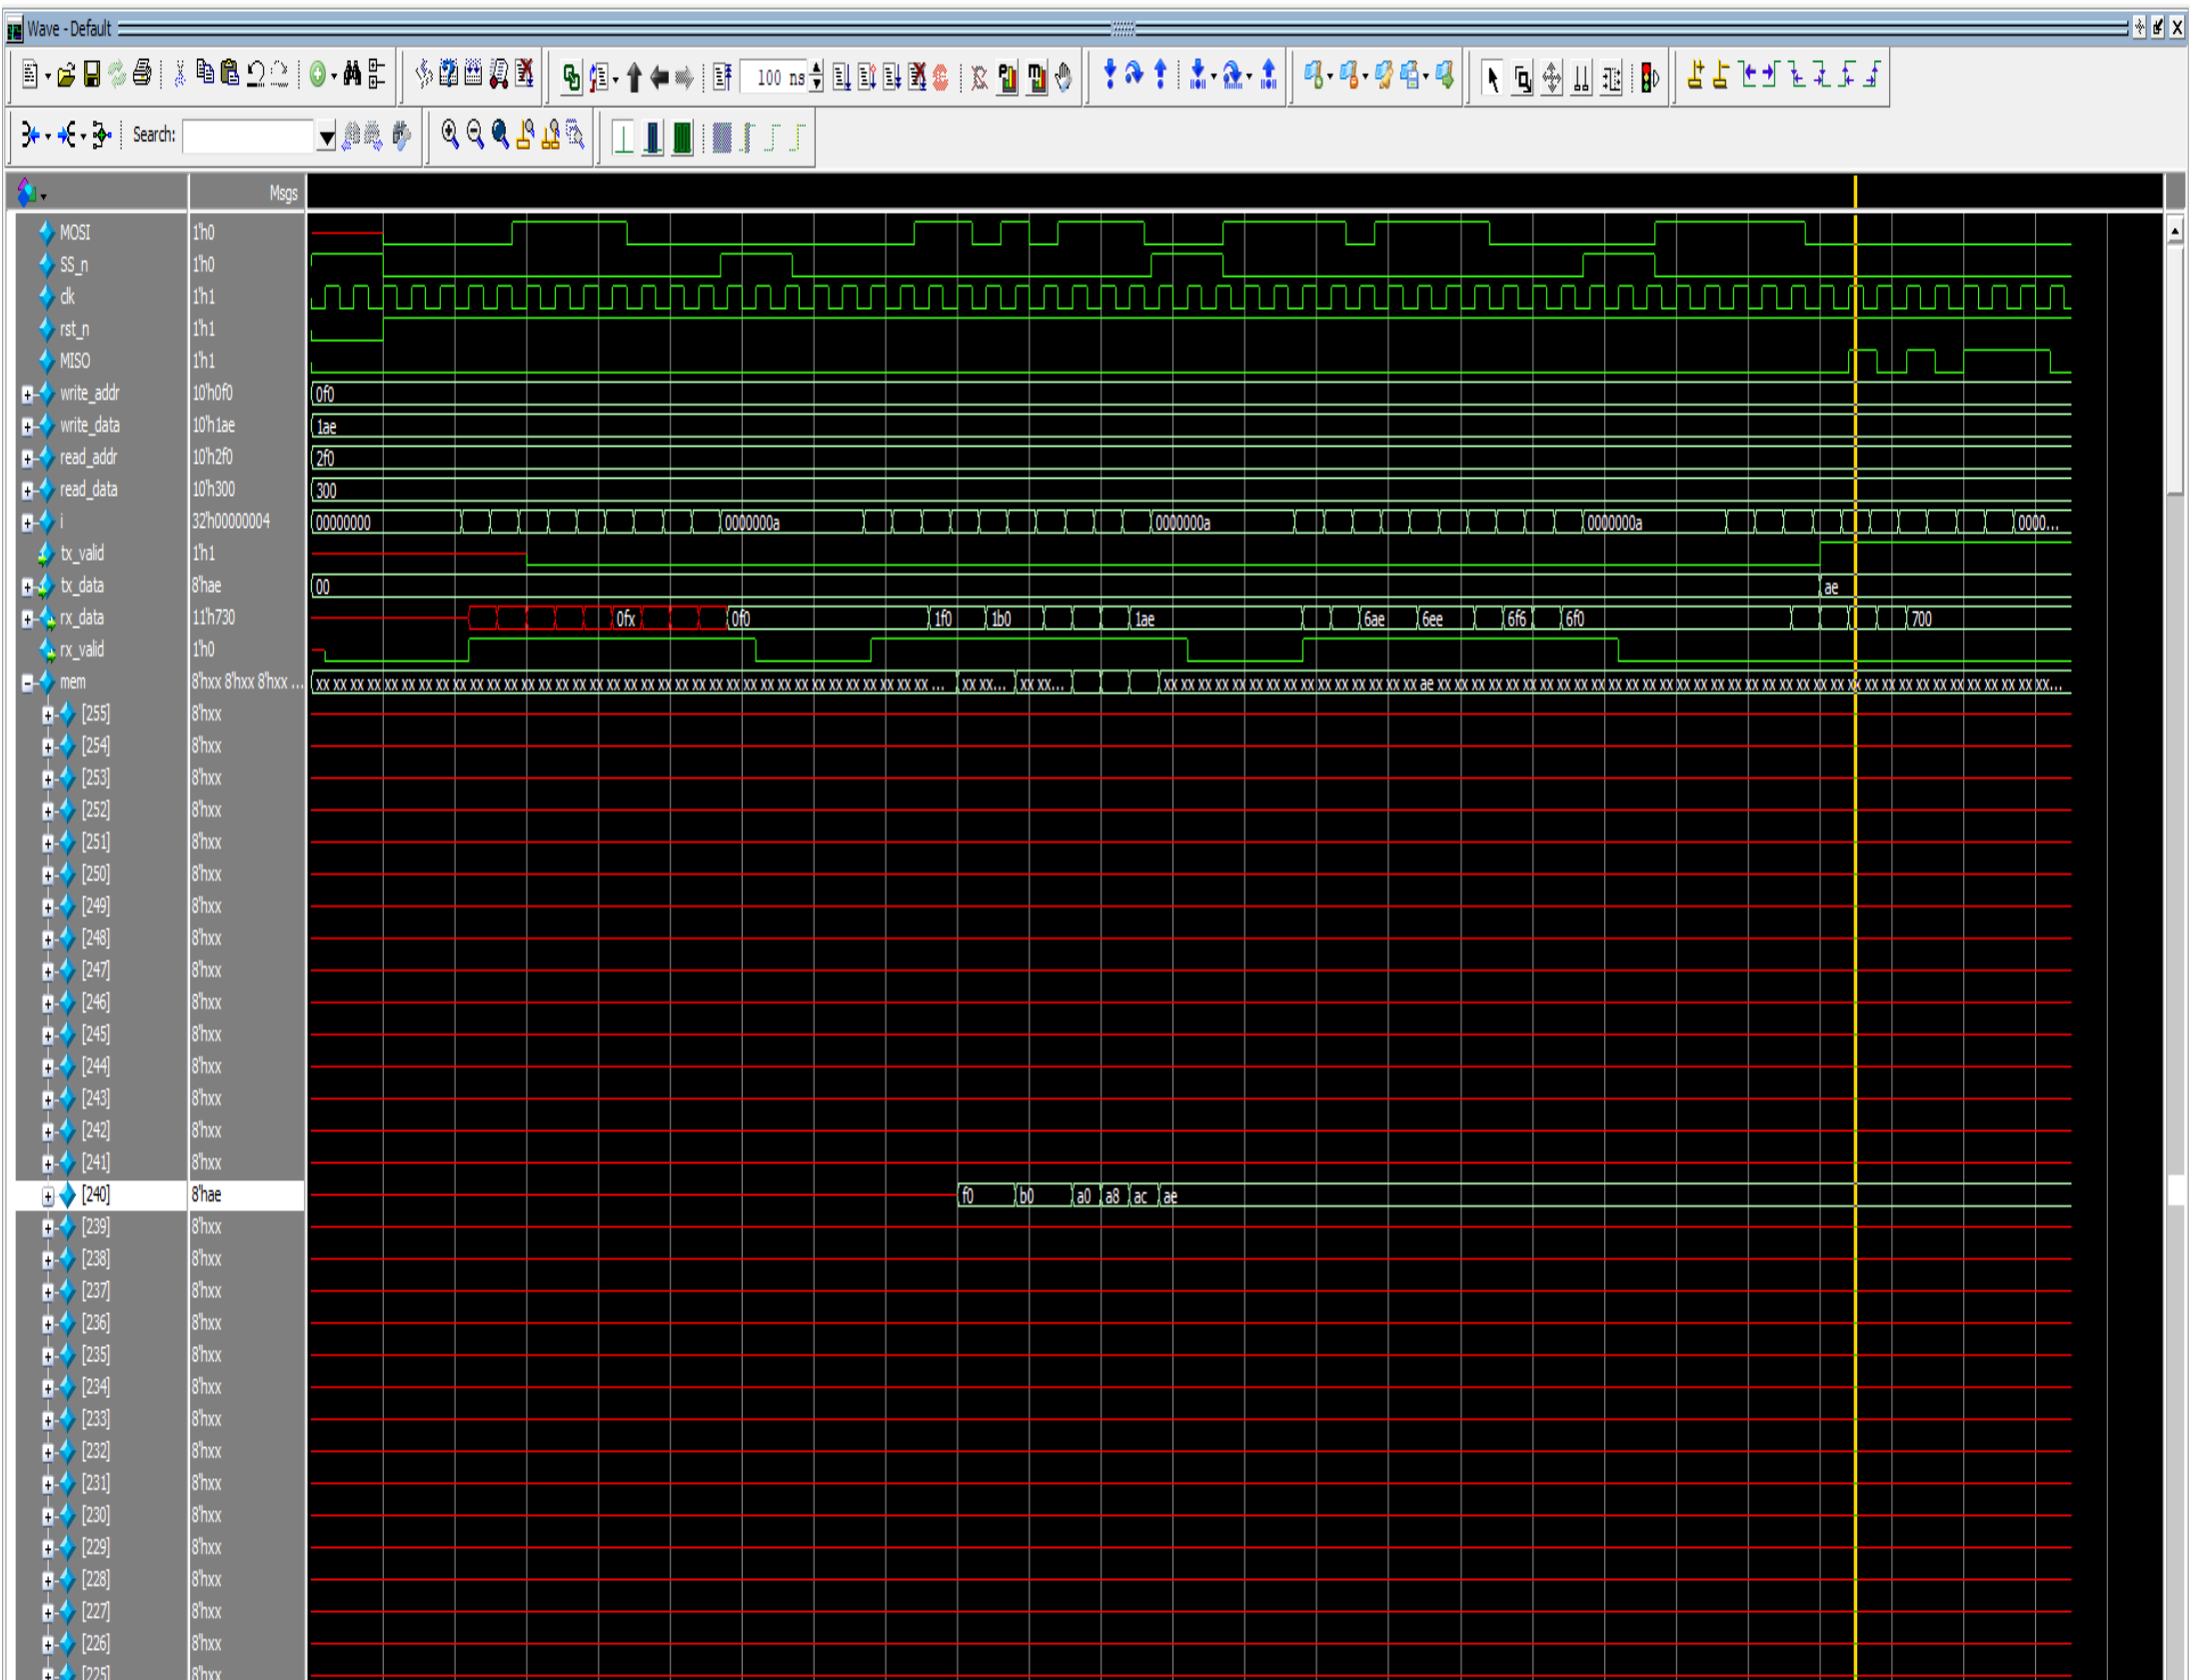 Wave - Default
100 ns
Search:
Msgs
MOSI 1'h0
SS_n 1'h0
clk 1'h1
rst_n 1'h1
MISO 1'h1
write_addr 10'h0f0 0f0
write_data 10'h1ae 1ae
read_addr 10'h2f0 2f0
read_data 10'h300 300
i 32'h00000004 00000000 0000000a 0000000a 0000000a 0000...
tx_valid 1'h1
tx_data 8'hae 00 ae
rx_data 11'h730 0fx 0f0 1f0 1b0 1ae 6ae 6ee 6f6 6f0 700
rx_valid 1'h0
mem 8'hxx 8'hxx 8'hxx ...
[255] 8'hxx
[254] 8'hxx
[253] 8'hxx
[252] 8'hxx
[251] 8'hxx
[250] 8'hxx
[249] 8'hxx
[248] 8'hxx
[247] 8'hxx
[246] 8'hxx
[245] 8'hxx
[244] 8'hxx
[243] 8'hxx
[242] 8'hxx
[241] 8'hxx
[240] 8'hae f0 b0 a0 a8 ac ae
[239] 8'hxx
[238] 8'hxx
[237] 8'hxx
[236] 8'hxx
[235] 8'hxx
[234] 8'hxx
[233] 8'hxx
[232] 8'hxx
[231] 8'hxx
[230] 8'hxx
[229] 8'hxx
[228] 8'hxx
[227] 8'hxx
[226] 8'hxx
[225] 8'hxx